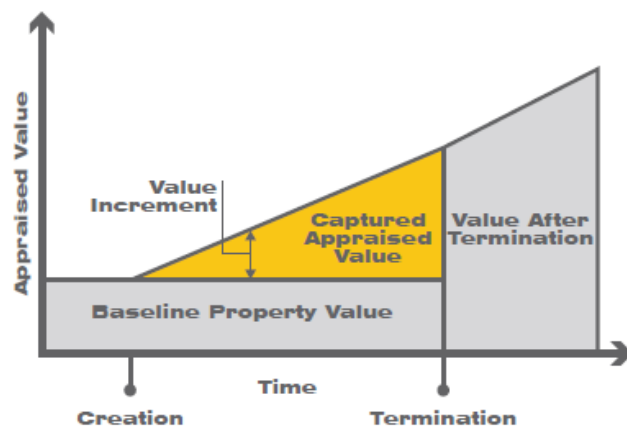 Appraised Value
Value
Increment
Captured
Appraised
Value
Value After
Termination
Baseline Property Value
Time
Creation
Termination